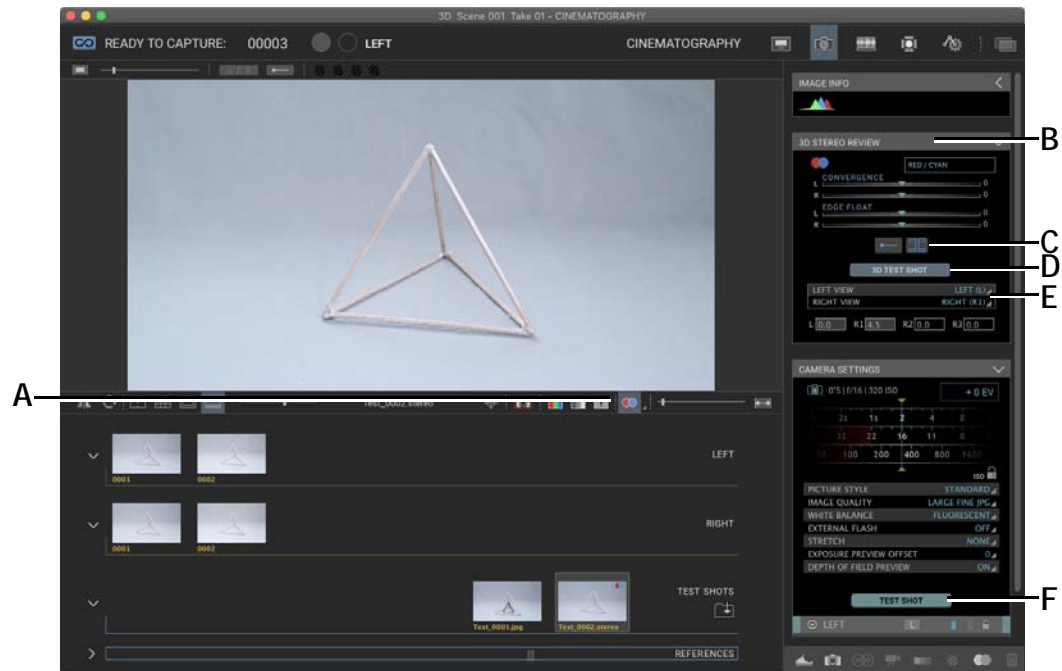 3D Scene 001 Take 01 - CINEMATOGRAPHY
READY TO CAPTURE: 00003 LEFT CINEMATOGRAPHY
IMAGE INFO
3D STEREO REVIEW
B
RED / CYAN
CONVERGENCE
L 0
R 0
EDGE FLOAT
L 0
R 0
C
3D TEST SHOT
D
LEFT VIEW LEFT (L)
RIGHT VIEW RIGHT (R1)
E
L 0.0 R1 4.5 R2 0.0 R3 0.0
CAMERA SETTINGS
0"5 | f/16 | 320 ISO + 0 EV
2s 1s 2 4 8
32 22 16 11 8
50 100 200 400 800 1600
ISO
PICTURE STYLE STANDARD
IMAGE QUALITY LARGE FINE JPG
WHITE BALANCE FLUORESCENT
EXTERNAL FLASH OFF
STRETCH NONE
EXPOSURE PREVIEW OFFSET 0
DEPTH OF FIELD PREVIEW ON
TEST SHOT
F
LEFT L
A
Test_0002.stereo
LEFT
0001 0002
RIGHT
0001 0002
TEST SHOTS
Test_0001.jpg Test_0002.stereo
REFERENCES